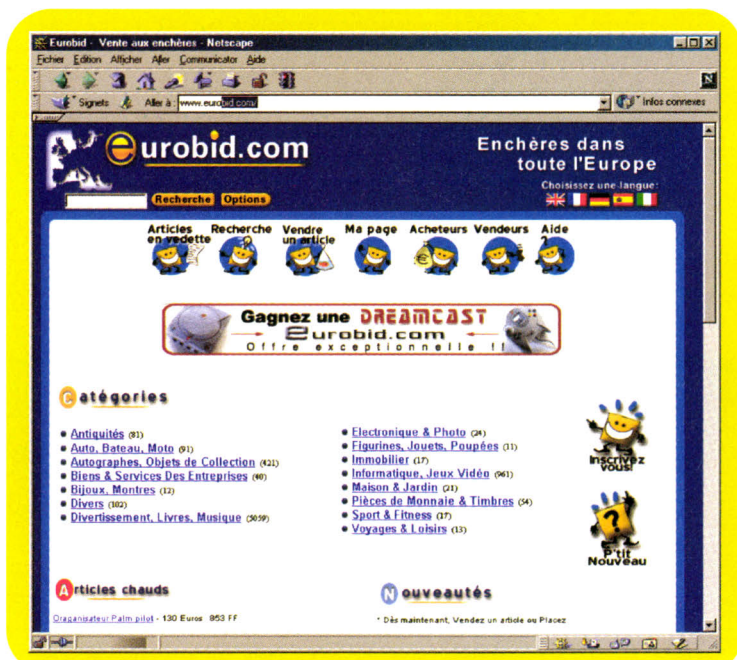 Eurobid - Vente aux enchères - Netscape
Fichier Edition Afficher Aller Communicator Aide
Signets Aller à : www.eurobid.com/ Infos connexes
eurobid.com
Enchères dans
toute l'Europe
Choisissez une langue:
Recherche Options
Articles en vedette Recherche Vendre un article Ma page Acheteurs Vendeurs Aide
Gagnez une DREAMCAST
eurobid.com
Offre exceptionnelle !!
Catégories
Antiquités (81)
Auto, Bateau, Moto (91)
Autographes, Objets de Collection (421)
Biens & Services Des Entreprises (40)
Bijoux, Montres (12)
Divers (102)
Divertissement, Livres, Musique (5059)
Electronique & Photo (24)
Figurines, Jouets, Poupées (11)
Immobilier (17)
Informatique, Jeux Vidéo (961)
Maison & Jardin (21)
Pièces de Monnaie & Timbres (54)
Sport & Fitness (17)
Voyages & Loisirs (13)
Inscrivez
vous!
?
P'tit
Nouveau
Articles chauds
Oraganisateur Palm pilot - 130 Euros 853 FF
Nouveautés
* Dès maintenant, Vendez un article ou Placez